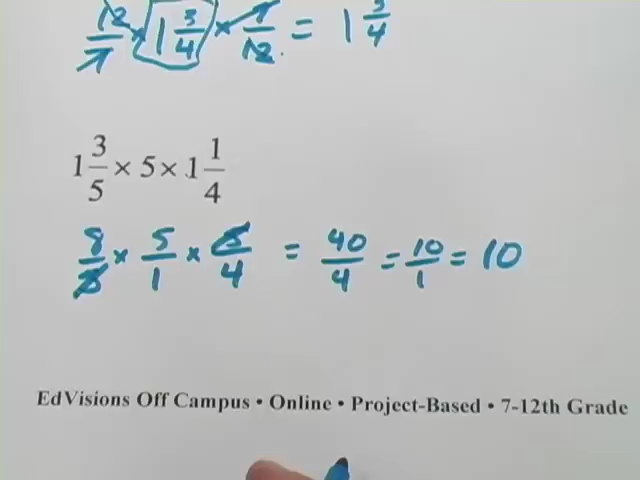 12/7 × 1 3/4 × 7/12 = 1 3/4
1 3/5 × 5 × 1 1/4
8/5 × 5/1 × 5/4 = 40/4 = 10/1 = 10
EdVisions Off Campus • Online • Project-Based • 7-12th Grade